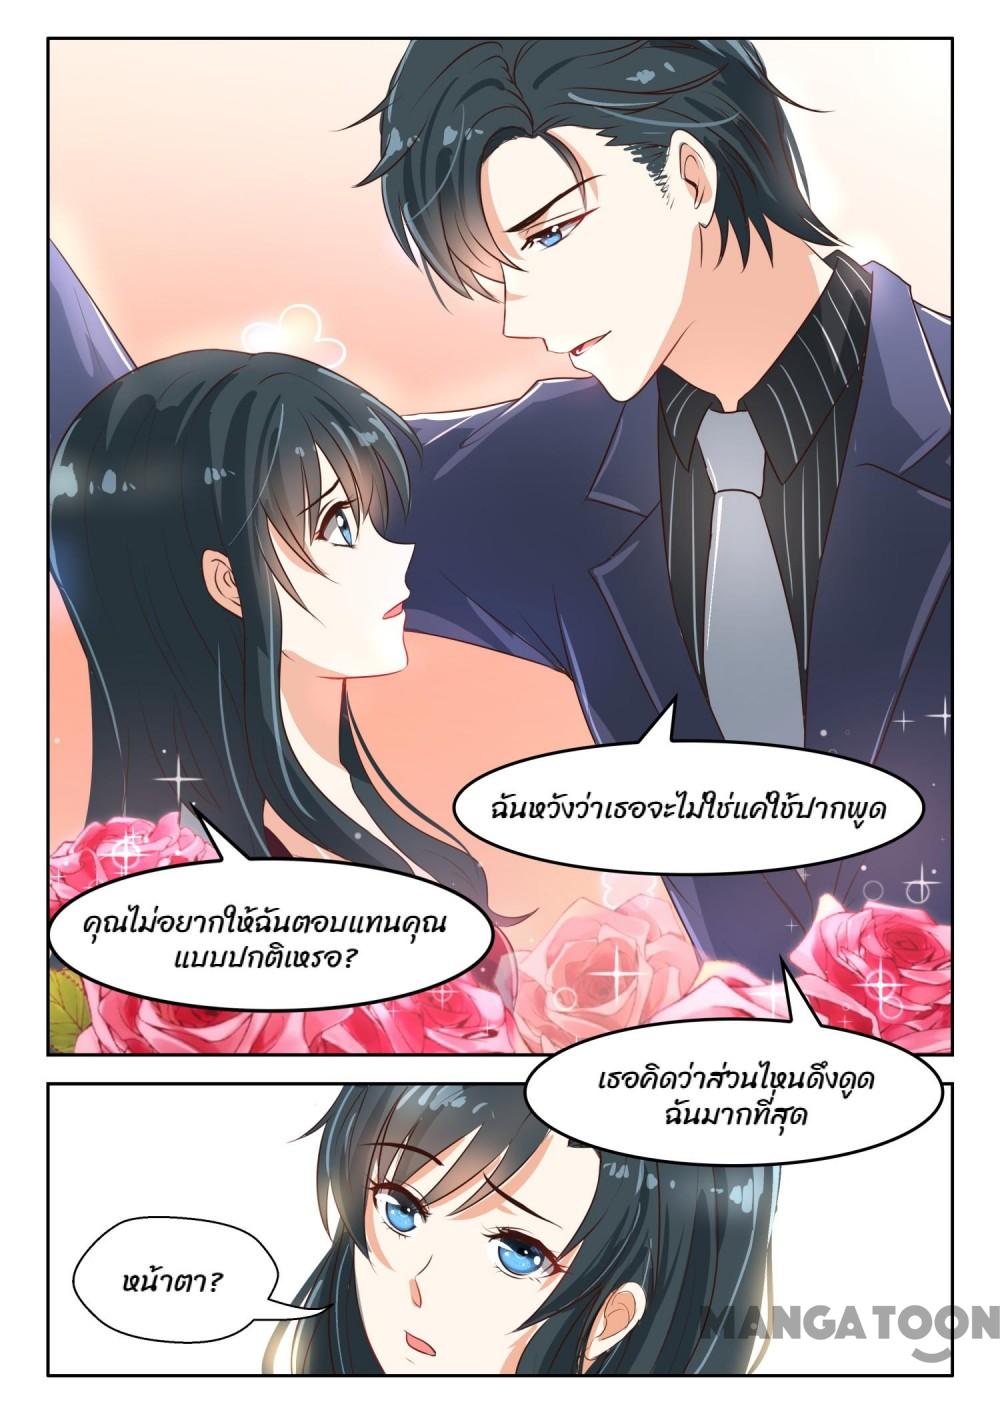 ฉันหวังว่าเธอจะไม่ใช่แค่ใช้ปากพูด
คุณไม่อยากให้ฉันตอบแทนคุณ
แบบปกติเหรอ?
เธอคิดว่าส่วนไหนดึงดูด
ฉันมากที่สุด
หน้าตา?
MANGATOON